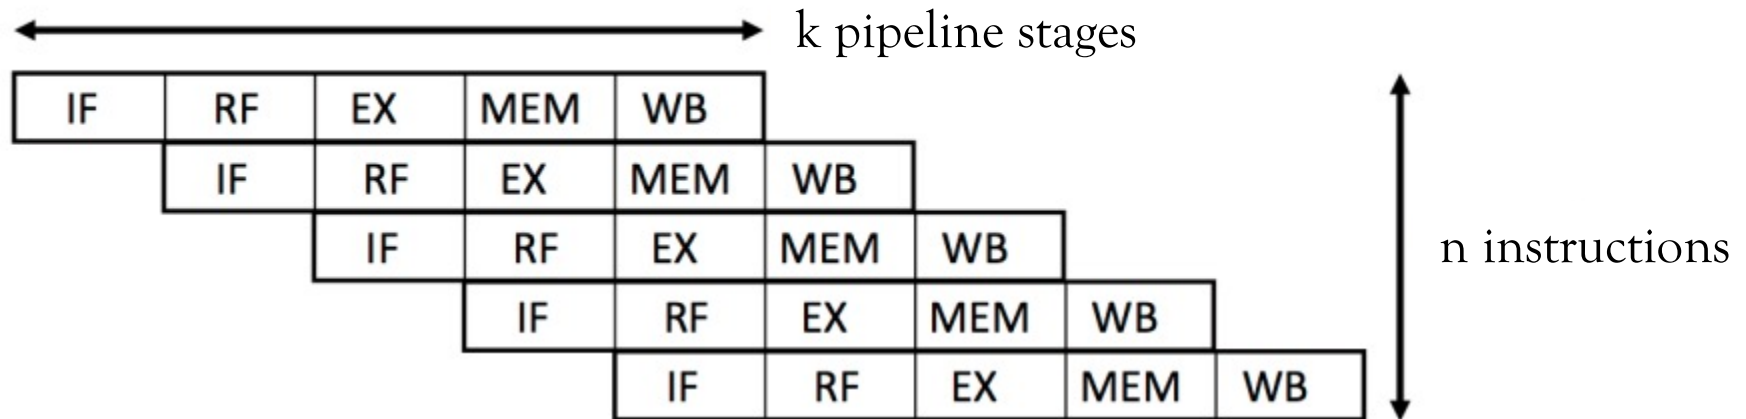 k pipeline stages
IF RF EX MEM WB
IF RF EX MEM WB
IF RF EX MEM WB
n instructions
IF RF EX MEM WB
IF RF EX MEM WB